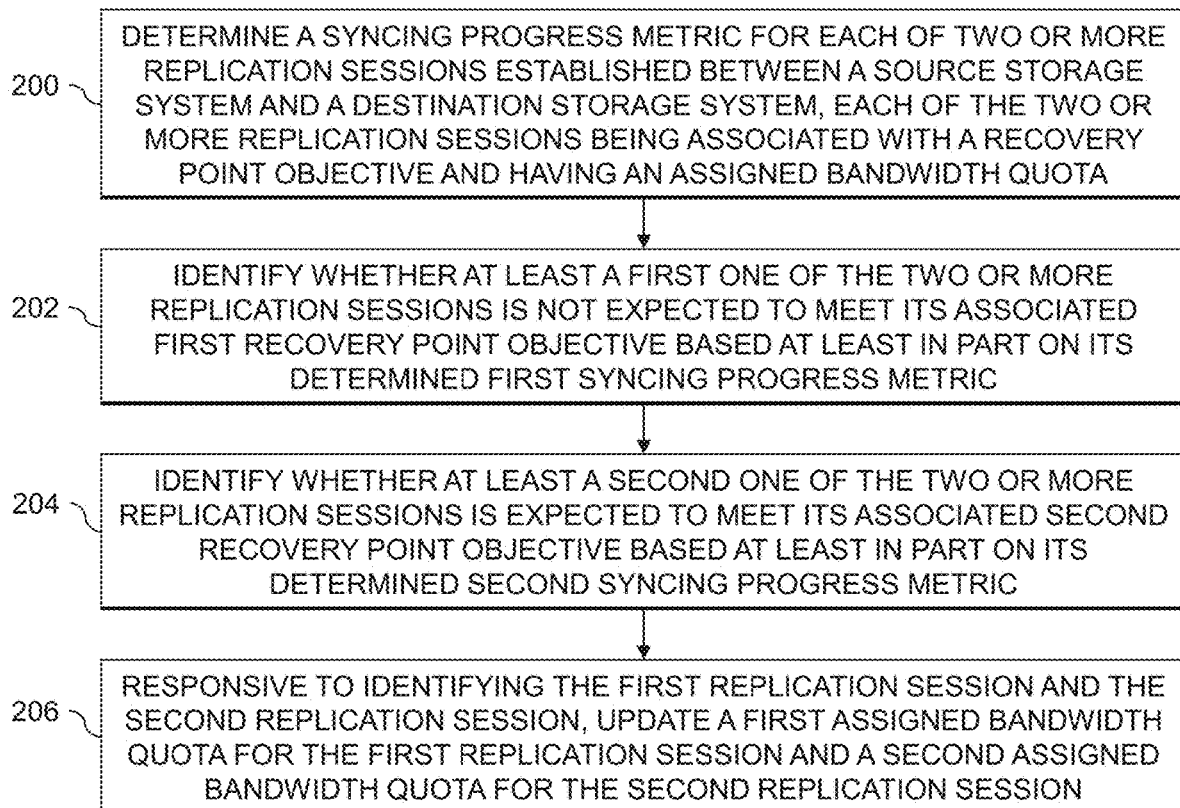 DETERMINE A SYNCING PROGRESS METRIC FOR EACH OF TWO OR MORE
REPLICATION SESSIONS ESTABLISHED BETWEEN A SOURCE STORAGE
200
SYSTEM AND A DESTINATION STORAGE SYSTEM, EACH OF THE TWO OR
MORE REPLICATION SESSIONS BEING ASSOCIATED WITH A RECOVERY
POINT OBJECTIVE AND HAVING AN ASSIGNED BANDWIDTH QUOTA
IDENTIFY WHETHER AT LEAST A FIRST ONE OF THE TWO OR MORE
202
REPLICATION SESSIONS IS NOT EXPECTED TO MEET ITS ASSOCIATED
FIRST RECOVERY POINT OBJECTIVE BASED AT LEAST IN PART ON ITS
DETERMINED FIRST SYNCING PROGRESS METRIC
IDENTIFY WHETHER AT LEAST A SECOND ONE OF THE TWO OR MORE
204
REPLICATION SESSIONS IS EXPECTED TO MEET ITS ASSOCIATED SECOND
RECOVERY POINT OBJECTIVE BASED AT LEAST IN PART ON ITS
DETERMINED SECOND SYNCING PROGRESS METRIC
RESPONSIVE TO IDENTIFYING THE FIRST REPLICATION SESSION AND THE
206
SECOND REPLICATION SESSION, UPDATE A FIRST ASSIGNED BANDWIDTH
QUOTA FOR THE FIRST REPLICATION SESSION AND A SECOND ASSIGNED
BANDWIDTH QUOTA FOR THE SECOND REPLICATION SESSION